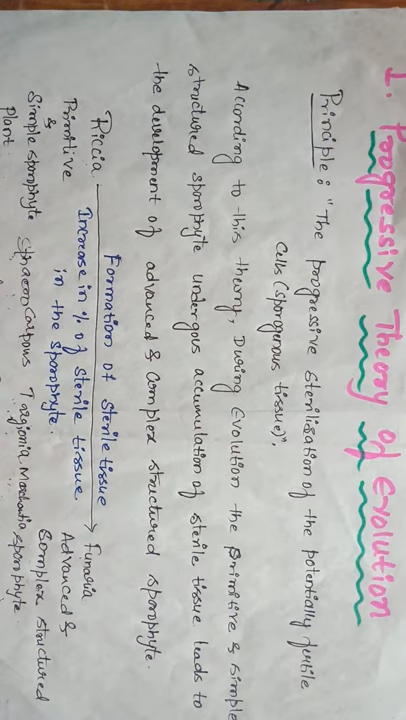 1. Progressive Theory of Evolution
Principle: "The progressive sterilisation of the potentially fertile
cells (sporogenous tissue)".
According to this theory, During Evolution the primitive & simple
structured sporophyte undergoes accumulation of sterile tissue leads to
the development of advanced & complex structured sporophyte.
Formation of sterile tissue
Riccia → Funaria
Primitive Increase in % of sterile tissue Advanced &
& in the sporophyte Complex structured
Simple sporophyte Sphaerocarpous Targionia Marchantia sporophyte.
Plant